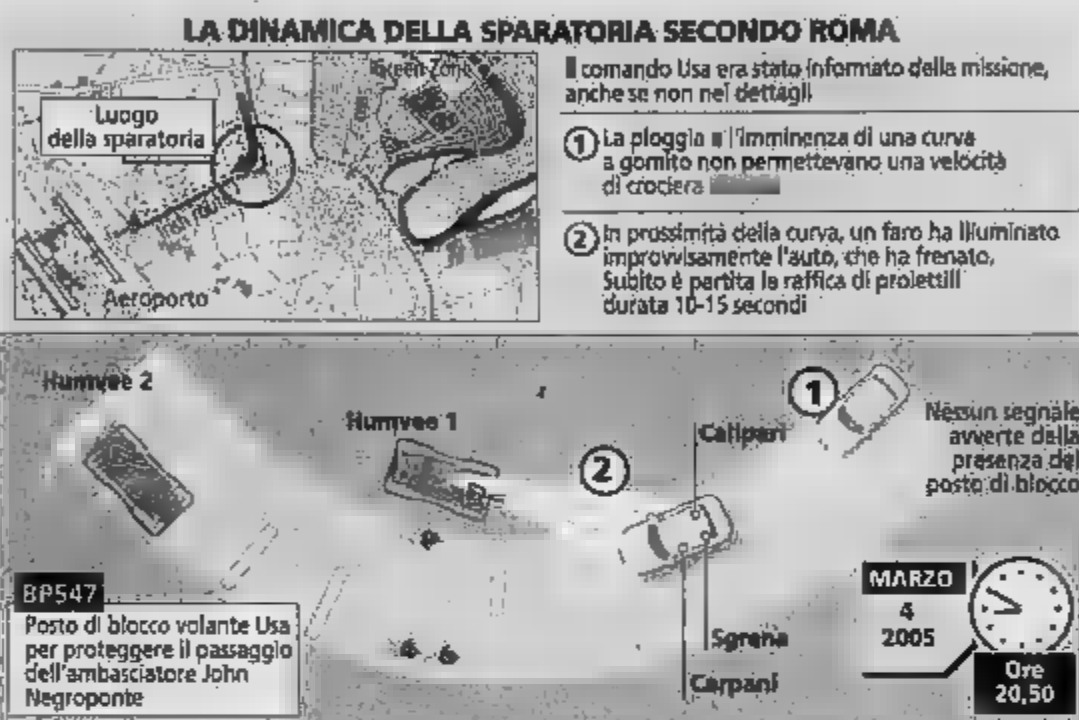 LA DINAMICA DELLA SPARATORIA SECONDO ROMA
Green Zone
Luogo
della sparatoria
Aeroporto
comando Usa era stato informato della missione,
anche se non nei dettagli
1 La pioggia l'imminenza di una curva
a gomito non permettevano una velocità
di crociera
2 In prossimità della curva, un faro ha illuminato
improvvisamente l'auto, che ha frenato.
Subito è partita la raffica di proiettili
durata 10-15 secondi
Humvee 2
Humvee 1
2
Calipari
1
Nessun segnale
avverte della
presenza del
posto di blocco
Sgrena
Carpani
BP547
Posto di blocco volante Usa
per proteggere il passaggio
dell'ambasciatore John
Negroponte
MARZO
4
2005
Ore
20,50